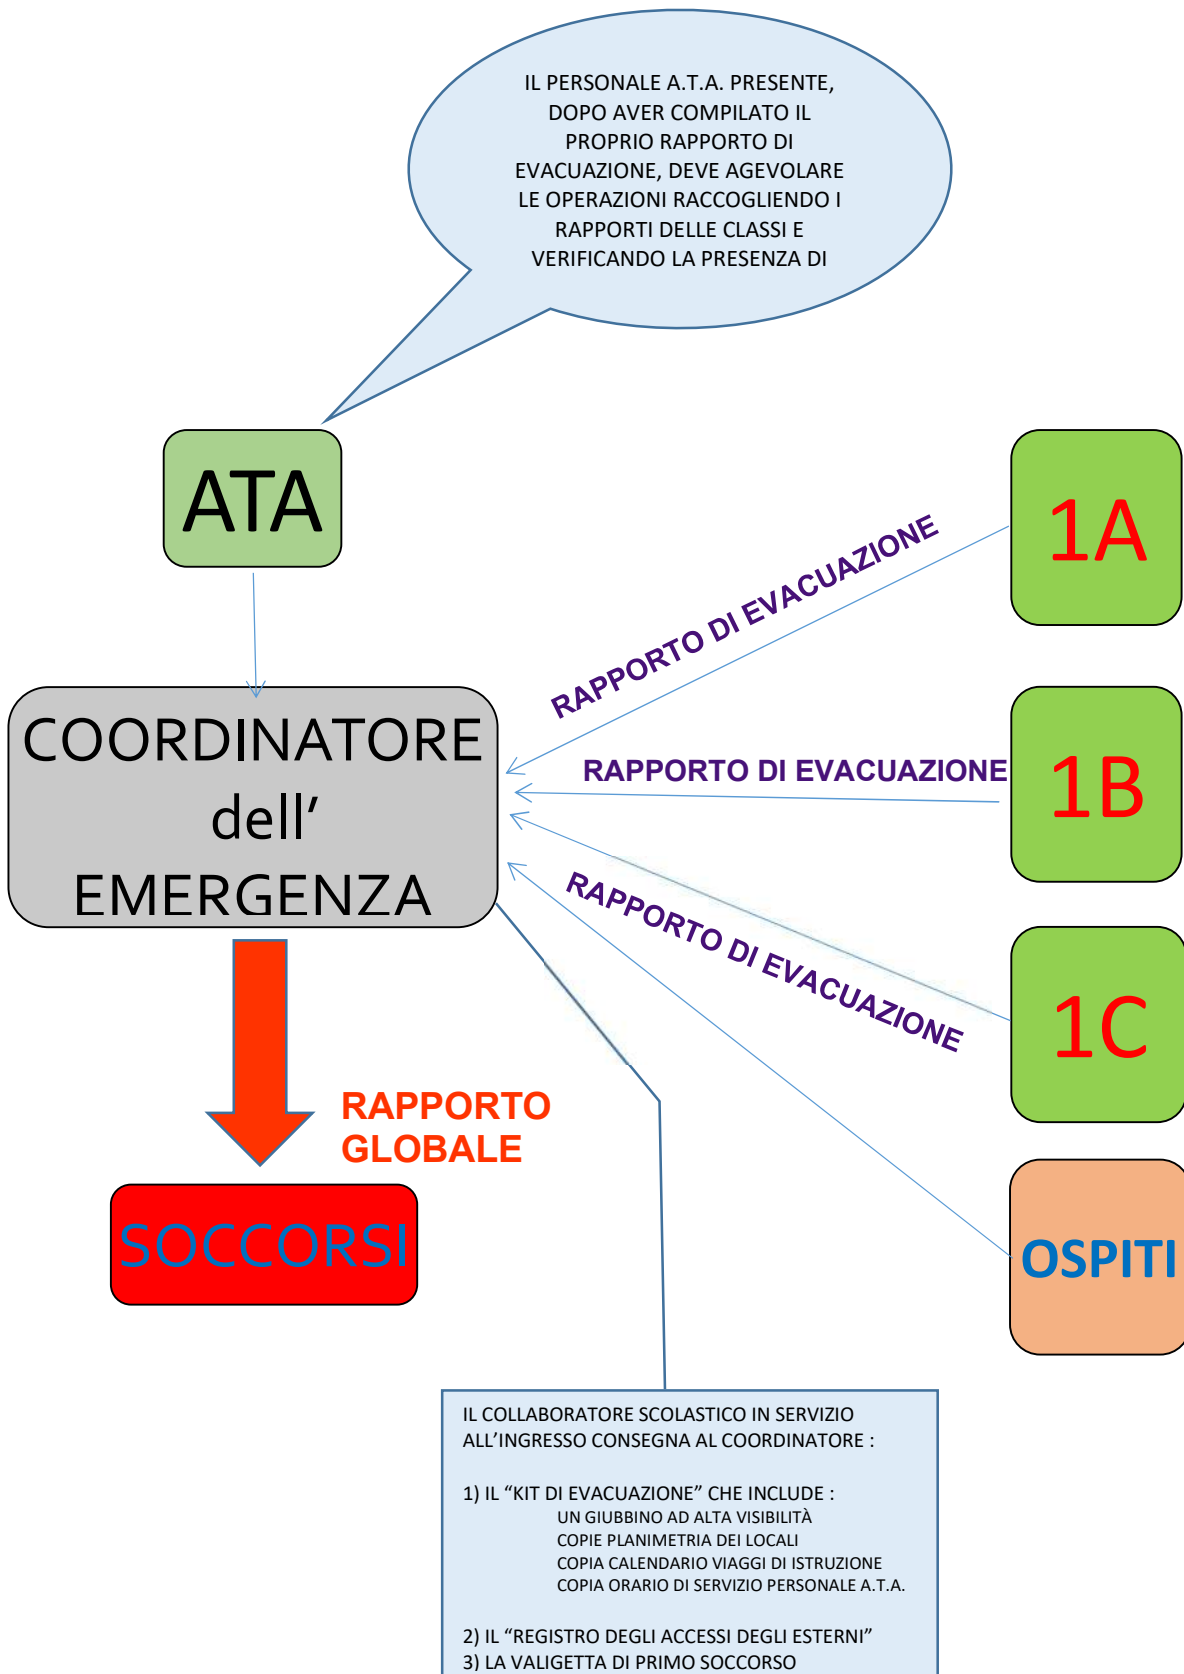 IL PERSONALE A.T.A. PRESENTE,
DOPO AVER COMPILATO IL
PROPRIO RAPPORTO DI
EVACUAZIONE, DEVE AGEVOLARE
LE OPERAZIONI RACCOGLIENDO I
RAPPORTI DELLE CLASSI E
VERIFICANDO LA PRESENZA DI
ATA
1A
RAPPORTO DI EVACUAZIONE
COORDINATORE
dell’
EMERGENZA
RAPPORTO DI EVACUAZIONE
1B
RAPPORTO DI EVACUAZIONE
1C
RAPPORTO
GLOBALE
SOCCORSI
OSPITI
IL COLLABORATORE SCOLASTICO IN SERVIZIO
ALL’INGRESSO CONSEGNA AL COORDINATORE :
1) IL “KIT DI EVACUAZIONE” CHE INCLUDE :
UN GIUBBINO AD ALTA VISIBILITÀ
COPIE PLANIMETRIA DEI LOCALI
COPIA CALENDARIO VIAGGI DI ISTRUZIONE
COPIA ORARIO DI SERVIZIO PERSONALE A.T.A.
2) IL “REGISTRO DEGLI ACCESSI DEGLI ESTERNI”
3) LA VALIGETTA DI PRIMO SOCCORSO